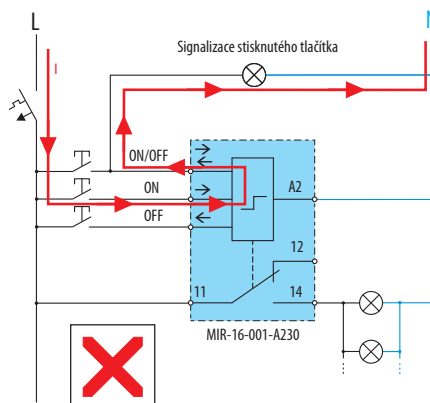 L
N
Signalizace stisknutého tlačítka
I
ON/OFF
ON
A2
OFF
12
11
14
MIR-16-001-A230